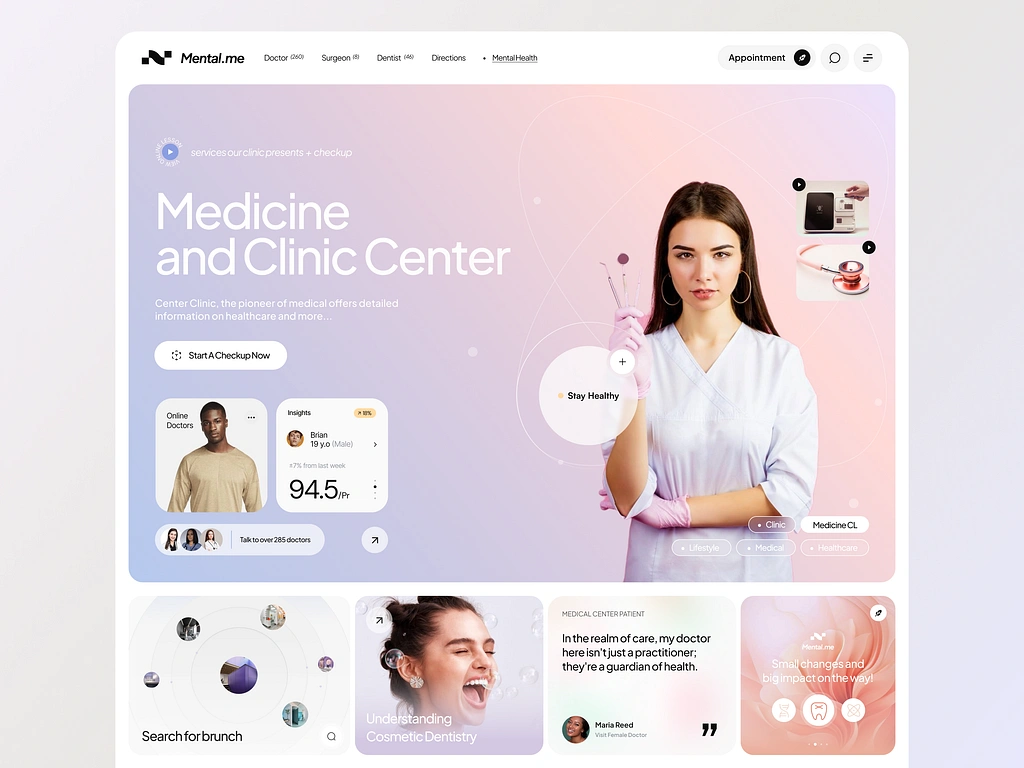 Mental.me
Doctor (260)
Surgeon (8)
Dentist (46)
Directions
Mental Health
Appointment
services our clinic presents + checkup
Medicine
and Clinic Center
Center Clinic, the pioneer of medical offers detailed
information on healthcare and more...
Start A Checkup Now
Online
Doctors
Insights
18%
Brian
19 y.o (Male)
+7% from last week
94.5/Pr
Talk to over 285 doctors
Stay Healthy
Clinic
Medicine CL
Lifestyle
Medical
Healthcare
Search for brunch
Understanding
Cosmetic Dentistry
MEDICAL CENTER PATIENT
In the realm of care, my doctor
here isn't just a practitioner;
they're a guardian of health.
Maria Reed
Visit Female Doctor
Mental.me
Small changes and
big impact on the way!